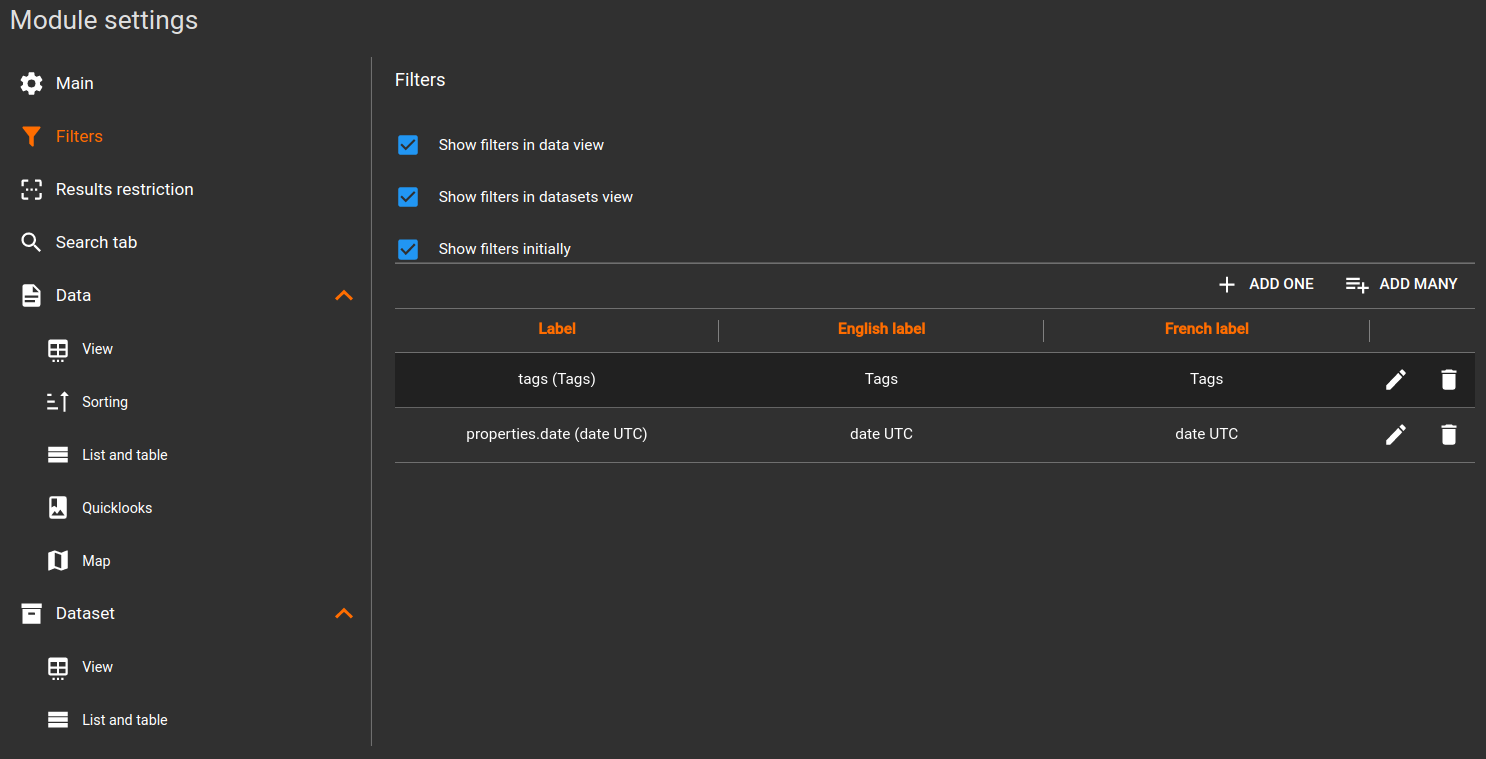 Module settings
Main
Filters
Results restriction
Search tab
Data
View
Sorting
List and table
Quicklooks
Map
Dataset
View
List and table
Filters
Show filters in data view
Show filters in datasets view
Show filters initially
ADD ONE ADD MANY
Label English label French label
tags (Tags) Tags Tags
properties.date (date UTC) date UTC date UTC